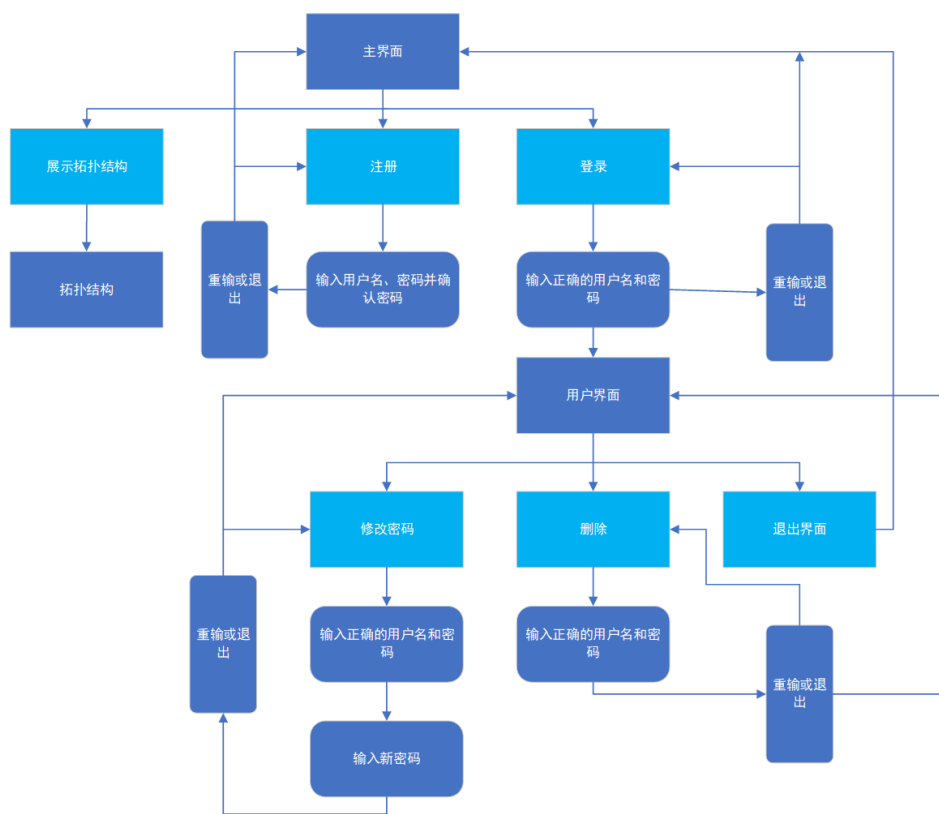 主界面
展示拓扑结构
注册
登录
拓扑结构
重输或退
出
输入用户名、密码并确
认密码
输入正确的用户名和密
码
重输或退
出
用户界面
修改密码
删除
退出界面
重输或退
出
输入正确的用户名和密
码
输入正确的用户名和密
码
重输或退
出
输入新密码